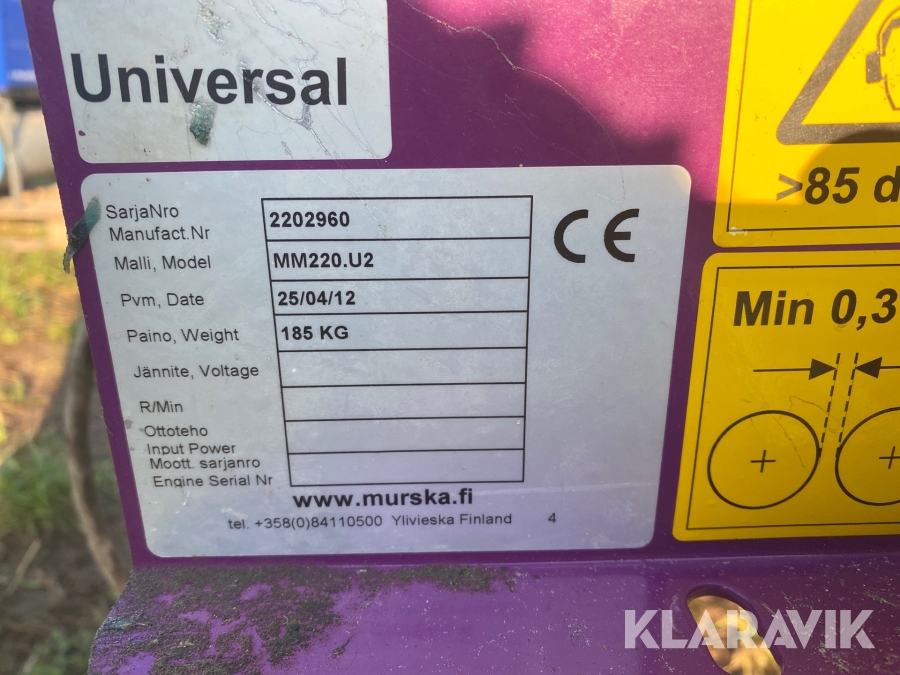 Universal
SarjaNro
Manufact.Nr
2202960
Malli, Model
MM220.U2
Pvm, Date
25/04/12
Paino, Weight
185 KG
Jännite, Voltage
R/Min
Ottoteho
Input Power
Moott. sarjanro
Engine Serial Nr
www.murska.fi
tel. +358(0)84110500 Ylivieska Finland 4
CE
>85 d
Min 0,3
KLARAVIK